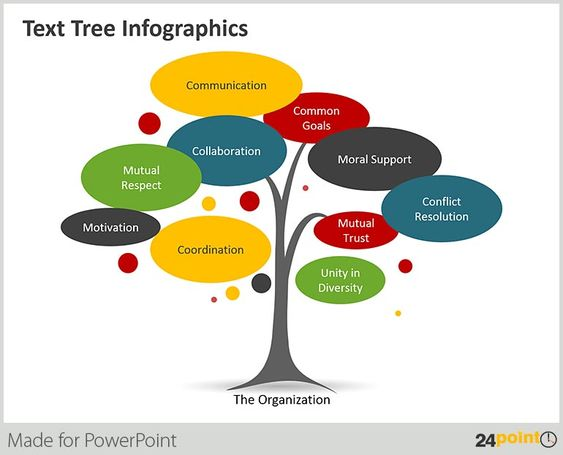 Text Tree Infographics
Communication
Common
Goals
Collaboration
Moral Support
Mutual
Respect
Conflict
Resolution
Motivation
Mutual
Trust
Coordination
Unity in
Diversity
The Organization
Made for PowerPoint
24point0